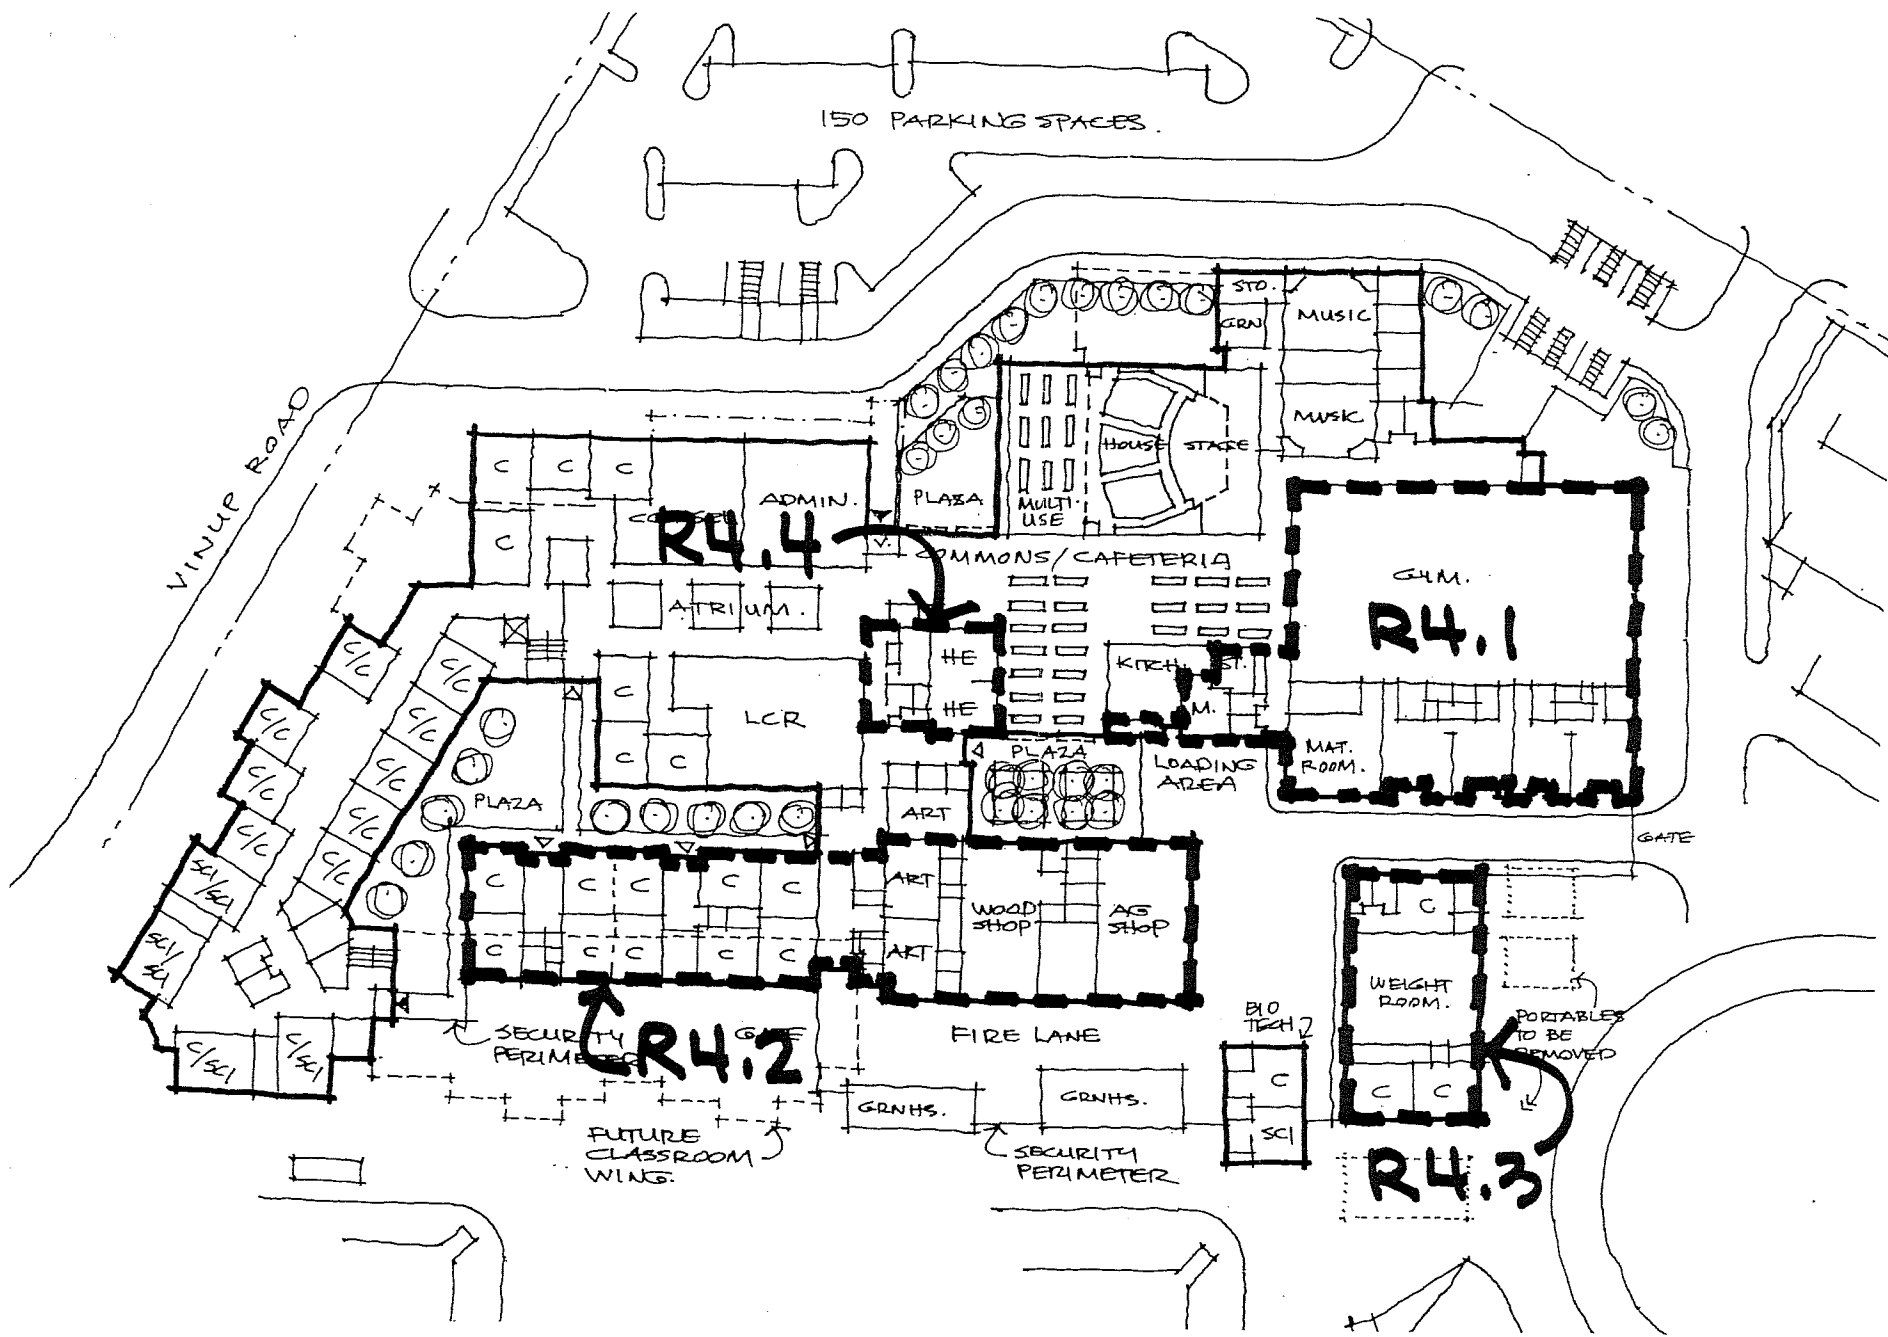 150 PARKING SPACES.
VINUP ROAD
STO.
GRN
MUSIC
MUSIC
HOUSE
STAGE
MULTI-
USE
PLAZA
C
C
C
ADMIN.
C
R4.4
COMMONS/CAFETERIA
GYM.
R4.1
ATRIUM.
C/C
C/C
HE
HE
KITCH.
ST.
M.
C
LCR
C
C
PLAZA
LOADING
AREA
MAT.
ROOM.
C/C
C/C
C/C
C/C
C/C
C/C
C/C
PLAZA
ART
GATE
SCI/
SCI
SCI/
SCI
C
C
C
C
C
C
C
C
C
C
ART
ART
WOOD
SHOP
AG
SHOP
C
WEIGHT
ROOM.
C
C
PORTABLES
TO BE
REMOVED
C/SCI
C/SCI
SECURITY
PERIMETER
GATE
R4.2
FIRE LANE
BIO
TECH
C
SCI
GRNHS.
GRNHS.
FUTURE
CLASSROOM
WING.
SECURITY
PERIMETER
R4.3